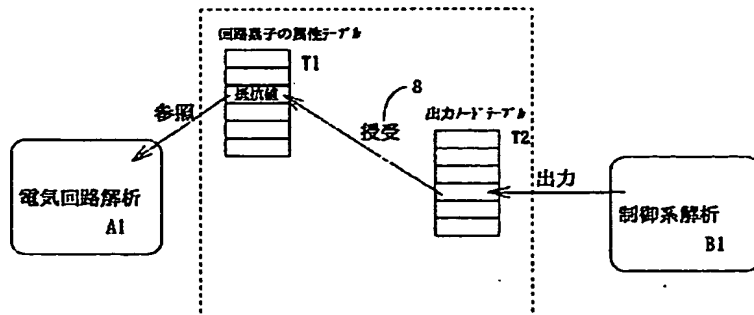 回路素子の属性テーブル
T1
抵抗値
8
参照
授受
出力ノードテーブル
T2
出力
電気回路解析
A1
制御系解析
B1